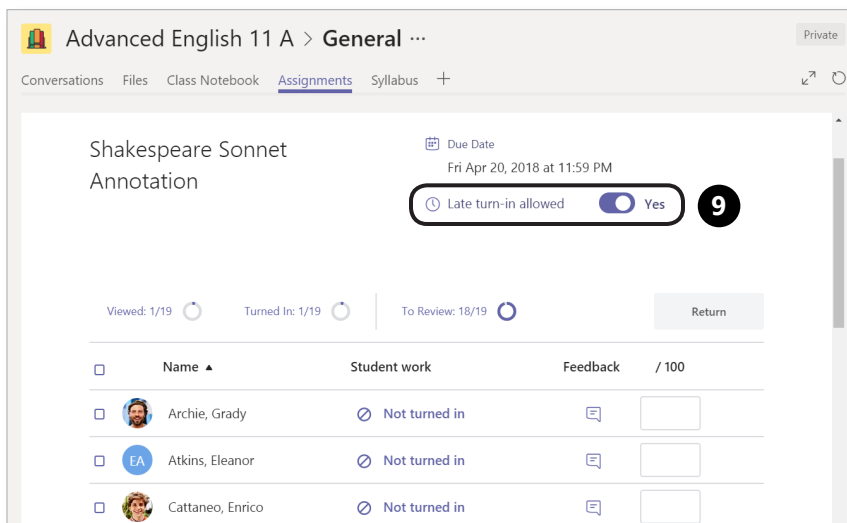 Advanced English 11 A > General ···
Private
Conversations Files Class Notebook Assignments Syllabus +
Shakespeare Sonnet
Annotation
Due Date
Fri Apr 20, 2018 at 11:59 PM
Late turn-in allowed Yes
9
Viewed: 1/19 Turned In: 1/19 To Review: 18/19 Return
Name ▲ Student work Feedback / 100
Archie, Grady Not turned in
EA Atkins, Eleanor Not turned in
Cattaneo, Enrico Not turned in